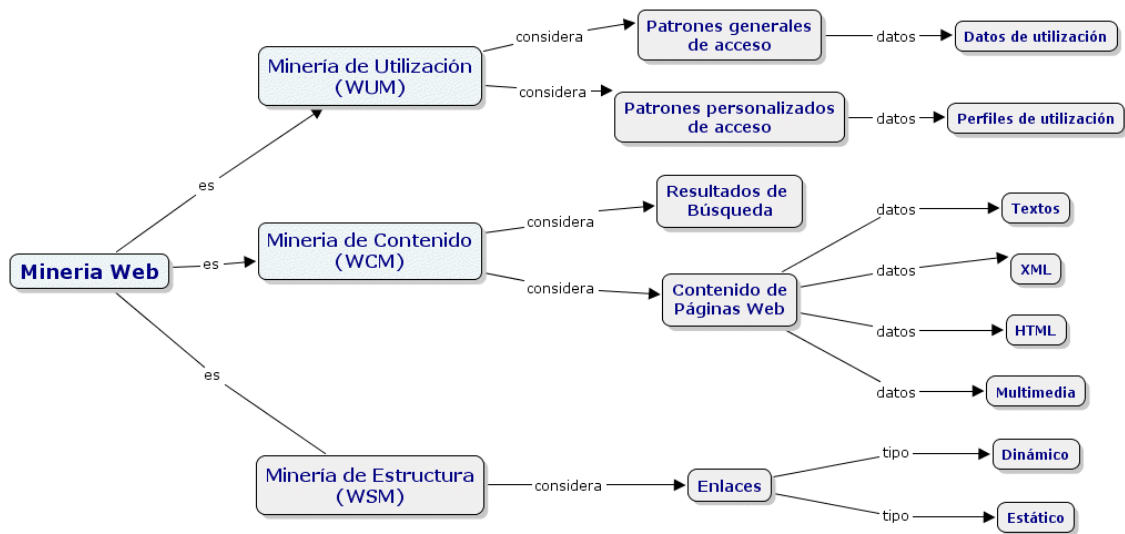 Patrones generales
de acceso
considera
datos
Datos de utilización
Minería de Utilización
(WUM)
considera
Patrones personalizados
de acceso
datos
Perfiles de utilización
es
Resultados de
Búsqueda
considera
Mineria de Contenido
(WCM)
datos
Textos
Mineria Web
es
considera
Contenido de
Páginas Web
datos
XML
datos
HTML
datos
Multimedia
es
Minería de Estructura
(WSM)
considera
Enlaces
tipo
Dinámico
tipo
Estático